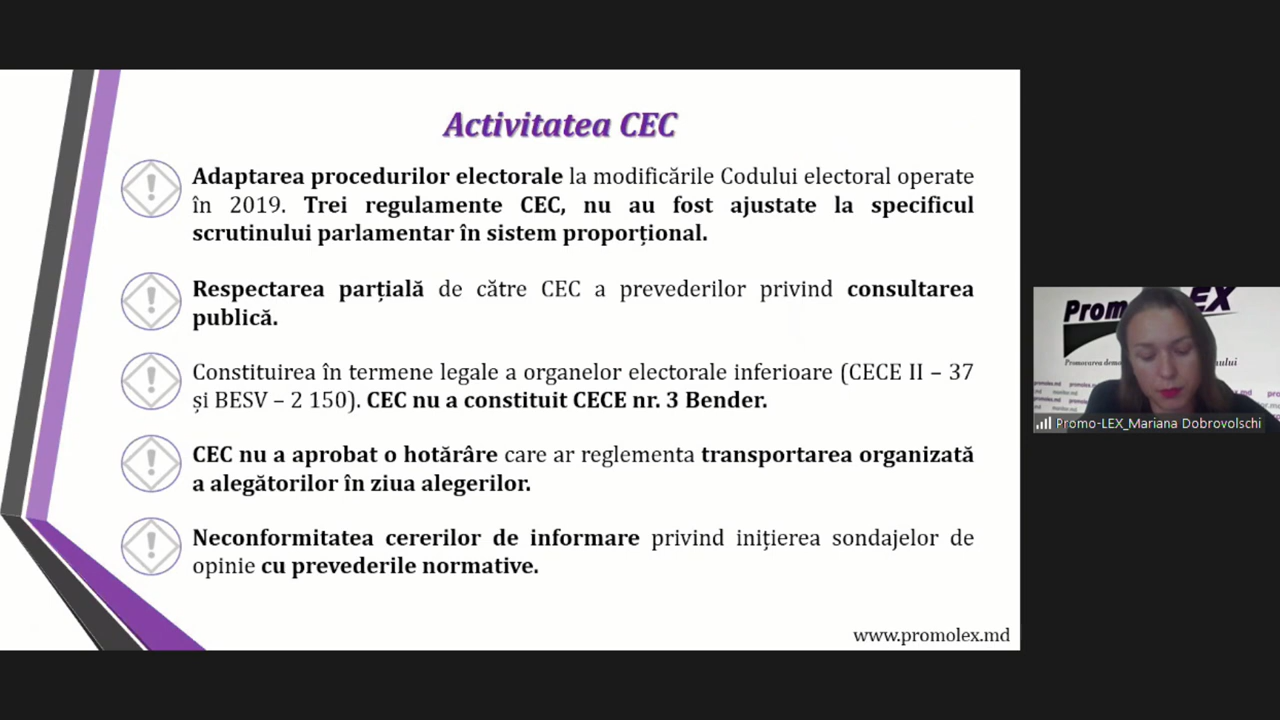 Activitatea CEC
Adaptarea procedurilor electorale la modificările Codului electoral operate
în 2019. Trei regulamente CEC, nu au fost ajustate la specificul
scrutinului parlamentar în sistem proporțional.
Respectarea parțială de către CEC a prevederilor privind consultarea
publică.
Constituirea în termene legale a organelor electorale inferioare (CECE II – 37
și BESV – 2 150). CEC nu a constituit CECE nr. 3 Bender.
CEC nu a aprobat o hotărâre care ar reglementa transportarea organizată
a alegătorilor în ziua alegerilor.
Neconformitatea cererilor de informare privind inițierea sondajelor de
opinie cu prevederile normative.
www.promolex.md
Promo-LEX_Mariana Dobrovolschi